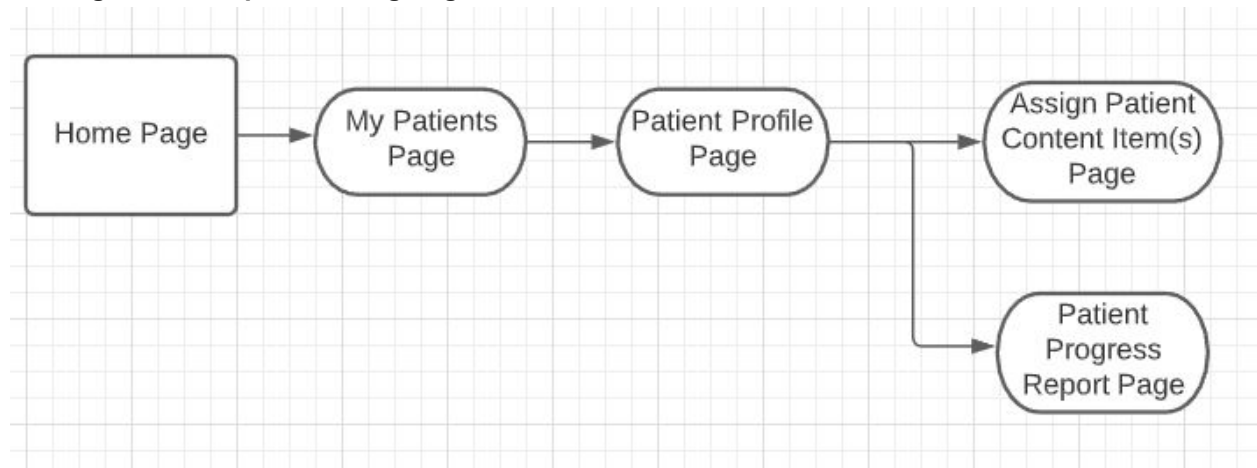 Home Page
My Patients
Page
Patient Profile
Page
Assign Patient
Content Item(s)
Page
Patient
Progress
Report Page